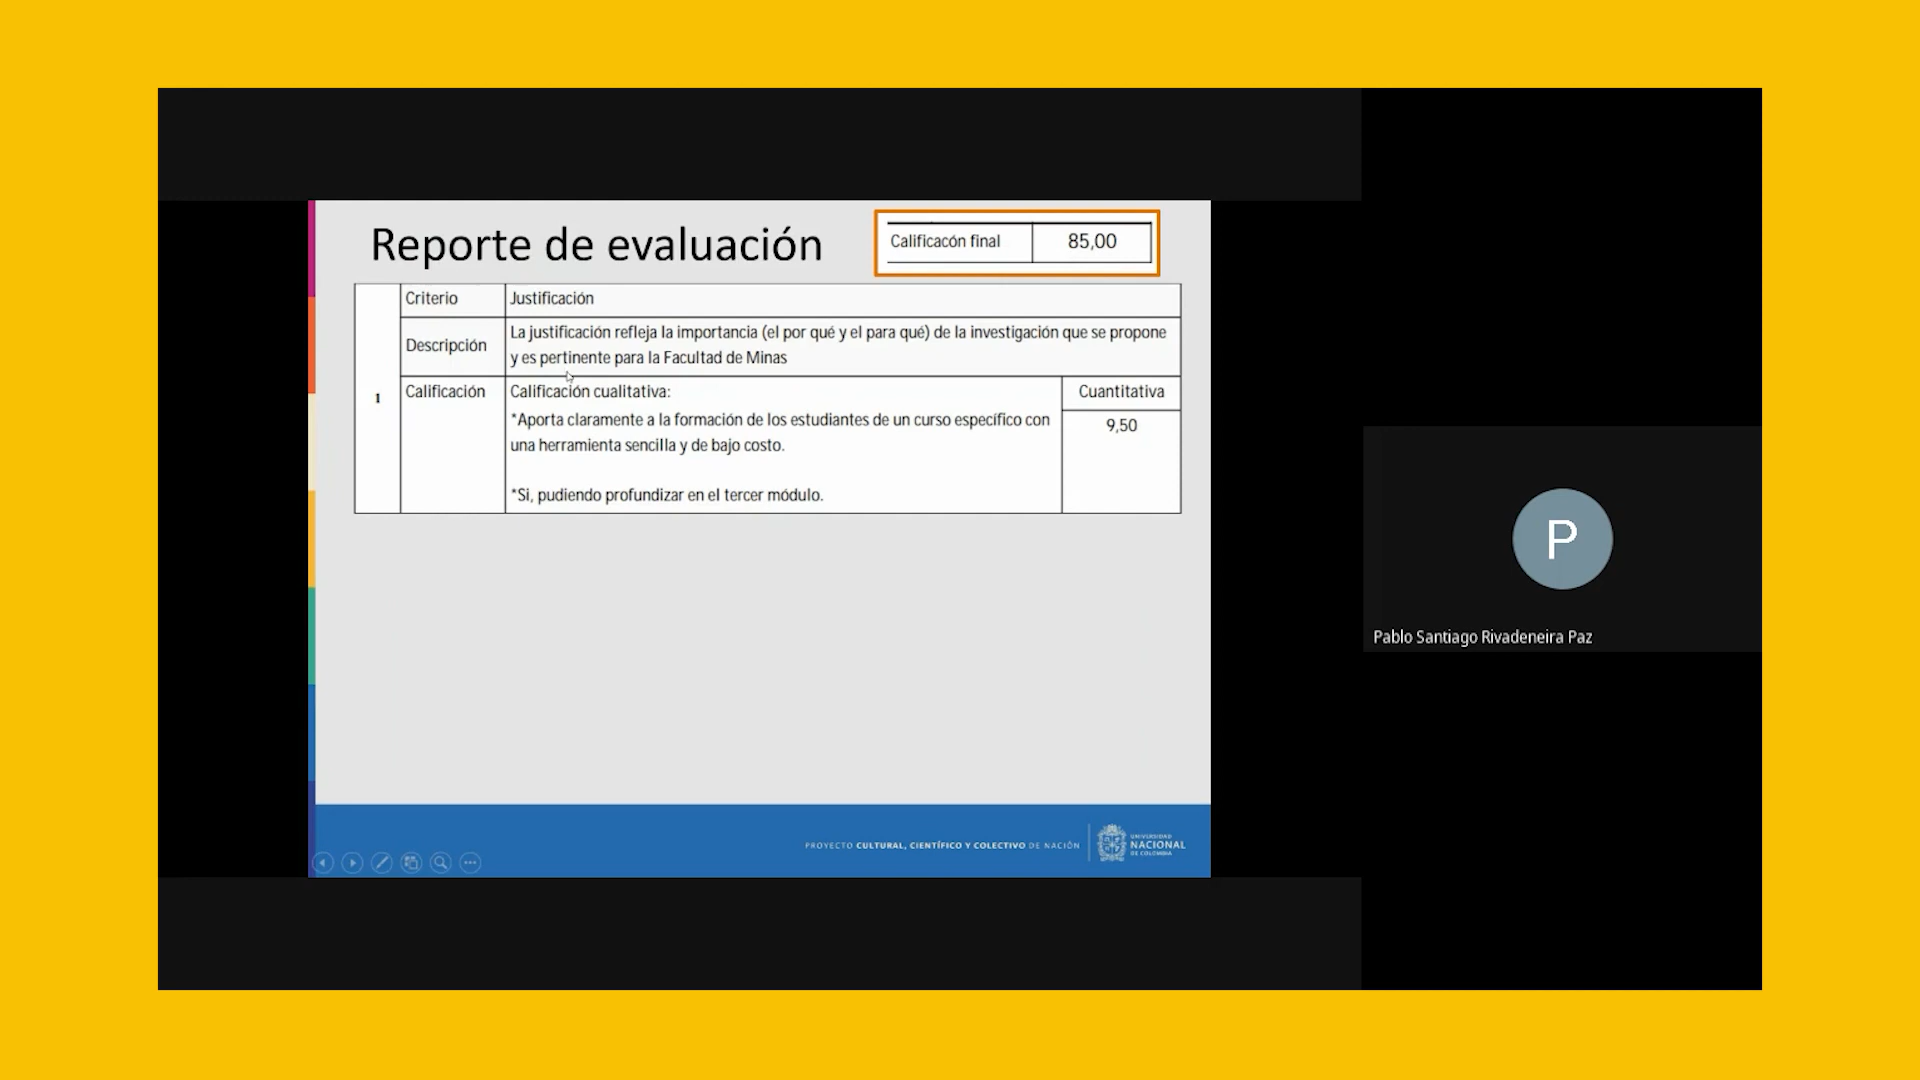 Reporte de evaluación
Calificacón final
85,00
Criterio
Justificación
Descripción
La justificación refleja la importancia (el por qué y el para qué) de la investigación que se propone
y es pertinente para la Facultad de Minas
1
Calificación
Calificación cualitativa:
Cuantitativa
*Aporta claramente a la formación de los estudiantes de un curso específico con
una herramienta sencilla y de bajo costo.
9,50
*Si, pudiendo profundizar en el tercer módulo.
P
Pablo Santiago Rivadeneira Paz
PROYECTO CULTURAL, CIENTÍFICO Y COLECTIVO DE NACIÓN
UNIVERSIDAD
NACIONAL
DE COLOMBIA